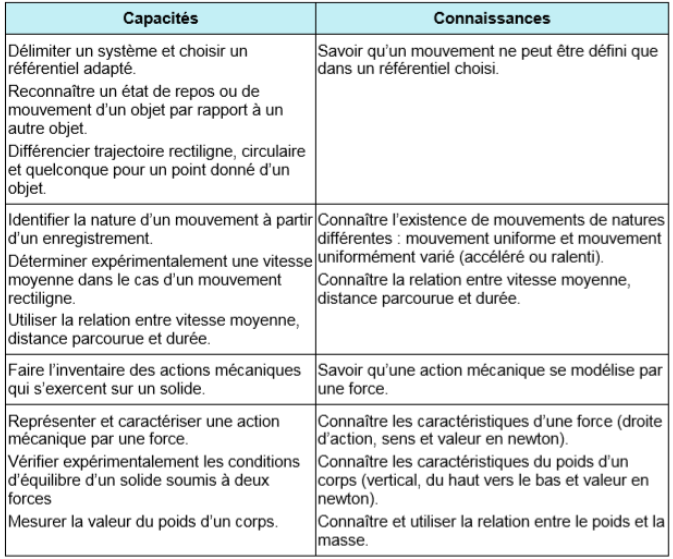 Capacités
Connaissances
Délimiter un système et choisir un
référentiel adapté.
Reconnaître un état de repos ou de
mouvement d'un objet par rapport à un
autre objet.
Différencier trajectoire rectiligne, circulaire
et quelconque pour un point donné d'un
objet.
Savoir qu'un mouvement ne peut être défini que
dans un référentiel choisi.
Identifier la nature d'un mouvement à partir
d'un enregistrement.
Déterminer expérimentalement une vitesse
moyenne dans le cas d'un mouvement
rectiligne.
Utiliser la relation entre vitesse moyenne,
distance parcourue et durée.
Connaître l'existence de mouvements de natures
différentes : mouvement uniforme et mouvement
uniformément varié (accéléré ou ralenti).
Connaître la relation entre vitesse moyenne,
distance parcourue et durée.
Faire l'inventaire des actions mécaniques
qui s'exercent sur un solide.
Savoir qu'une action mécanique se modélise par
une force.
Représenter et caractériser une action
mécanique par une force.
Vérifier expérimentalement les conditions
d'équilibre d'un solide soumis à deux
forces
Mesurer la valeur du poids d'un corps.
Connaître les caractéristiques d'une force (droite
d'action, sens et valeur en newton).
Connaître les caractéristiques du poids d'un
corps (vertical, du haut vers le bas et valeur en
newton).
Connaître et utiliser la relation entre le poids et la
masse.